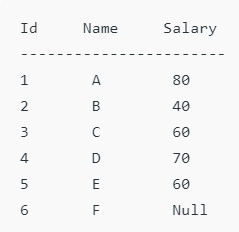 Id Name Salary
-----------------------
1 A 80
2 B 40
3 C 60
4 D 70
5 E 60
6 F Null